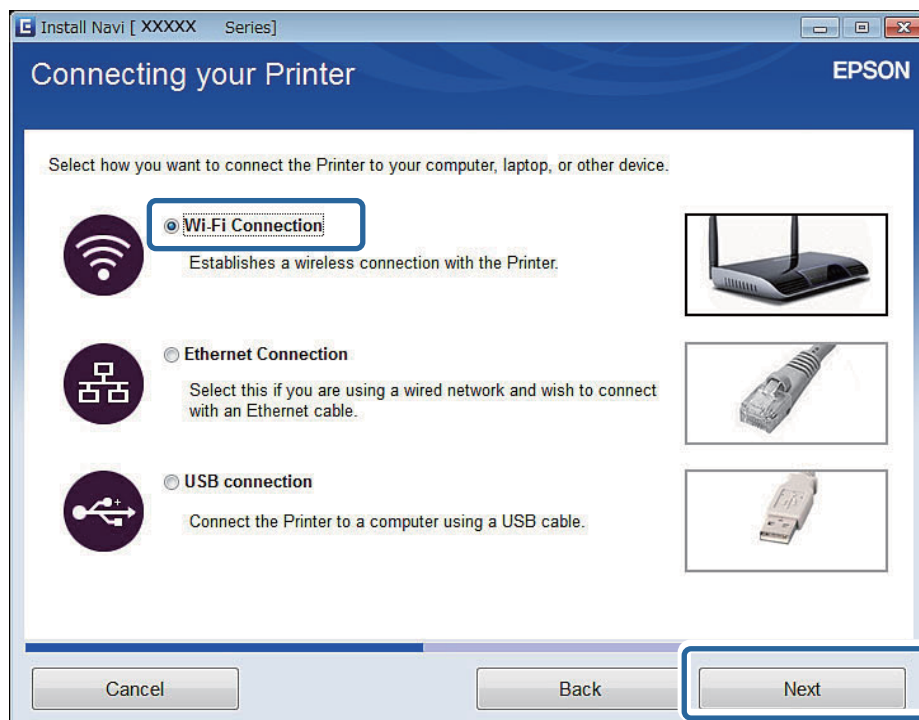 Install Navi [ XXXXX Series]
Connecting your Printer
EPSON
Select how you want to connect the Printer to your computer, laptop, or other device.
Wi-Fi Connection
Establishes a wireless connection with the Printer.
Ethernet Connection
Select this if you are using a wired network and wish to connect
with an Ethernet cable.
USB connection
Connect the Printer to a computer using a USB cable.
Cancel
Back
Next